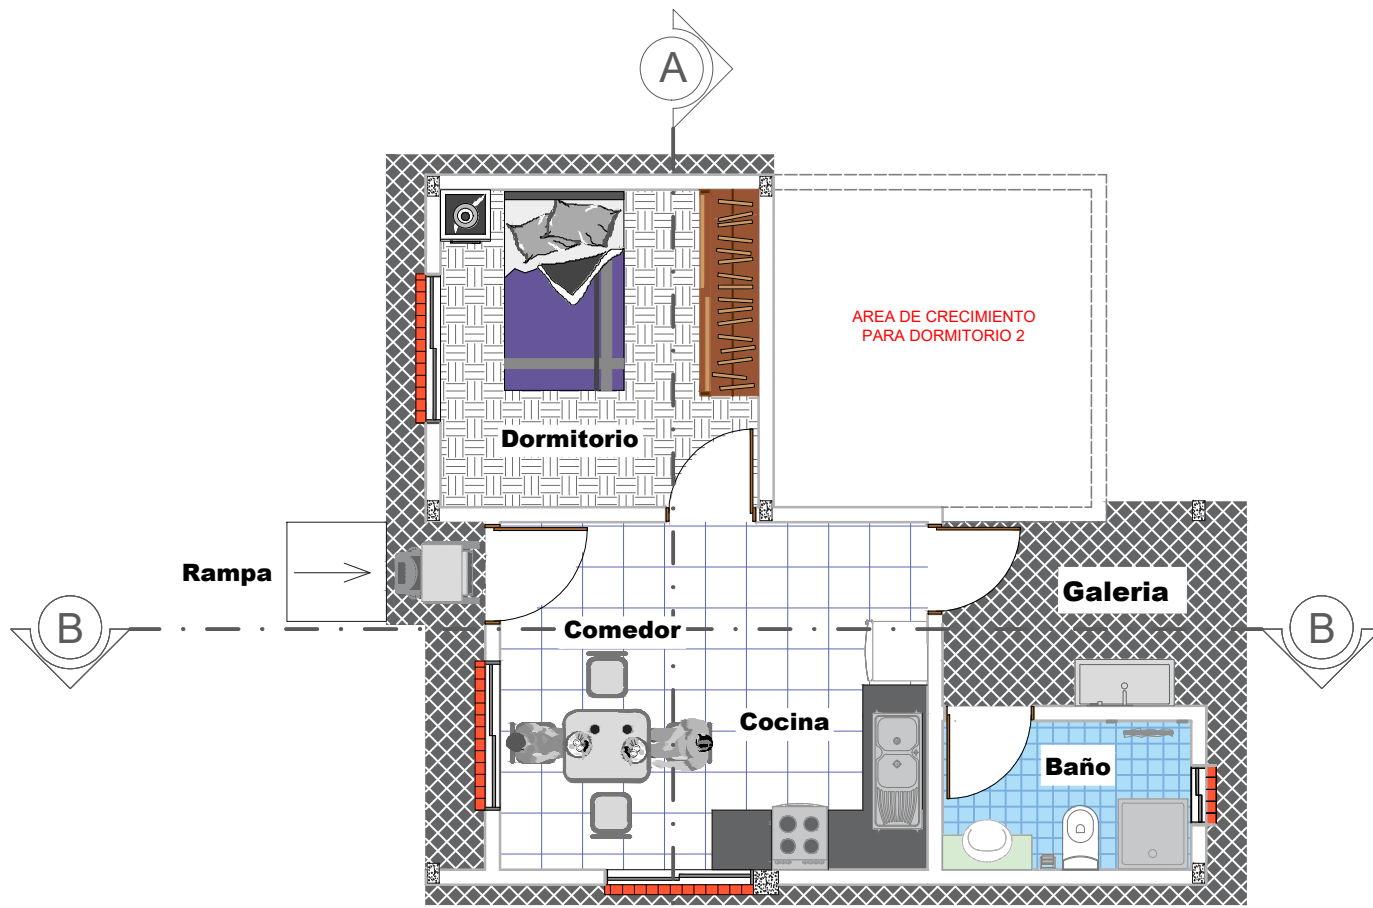 A
AREA DE CRECIMIENTO
PARA DORMITORIO 2
Dormitorio
Rampa
Galeria
B
Comedor
B
Cocina
Baño